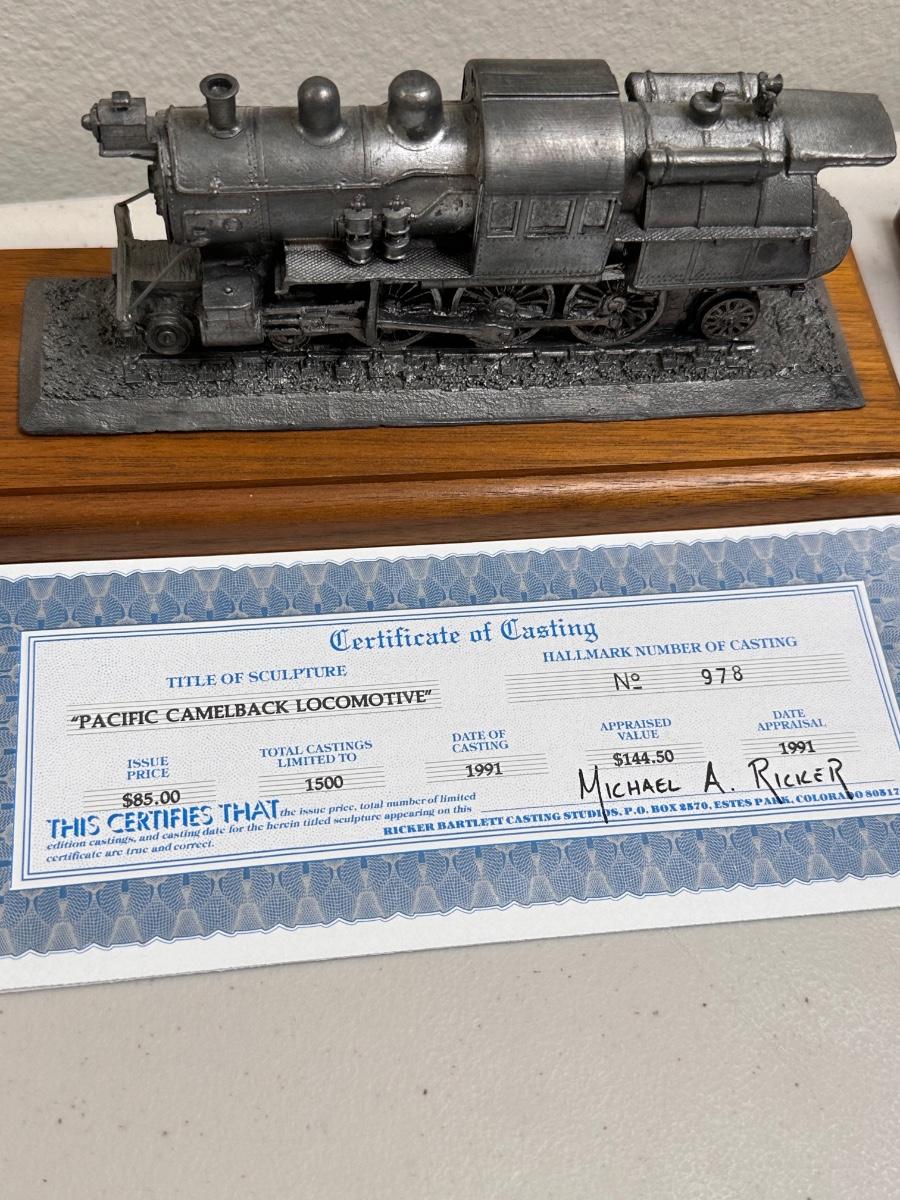 Certificate of Casting
TITLE OF SCULPTURE
"PACIFIC CAMELBACK LOCOMOTIVE"
HALLMARK NUMBER OF CASTING
Nº 978
ISSUE
PRICE
$85.00
TOTAL CASTINGS
LIMITED TO
1500
DATE OF
CASTING
1991
APPRAISED
VALUE
$144.50
DATE
APPRAISAL
1991
MICHAEL A. RICKER
THIS CERTIFIES THAT the issue price, total number of limited
edition castings, and casting date for the herein titled sculpture appearing on this
certificate are true and correct.
RICKER BARTLETT CASTING STUDIOS, P.O. BOX 2570, ESTES PARK, COLORADO 80517